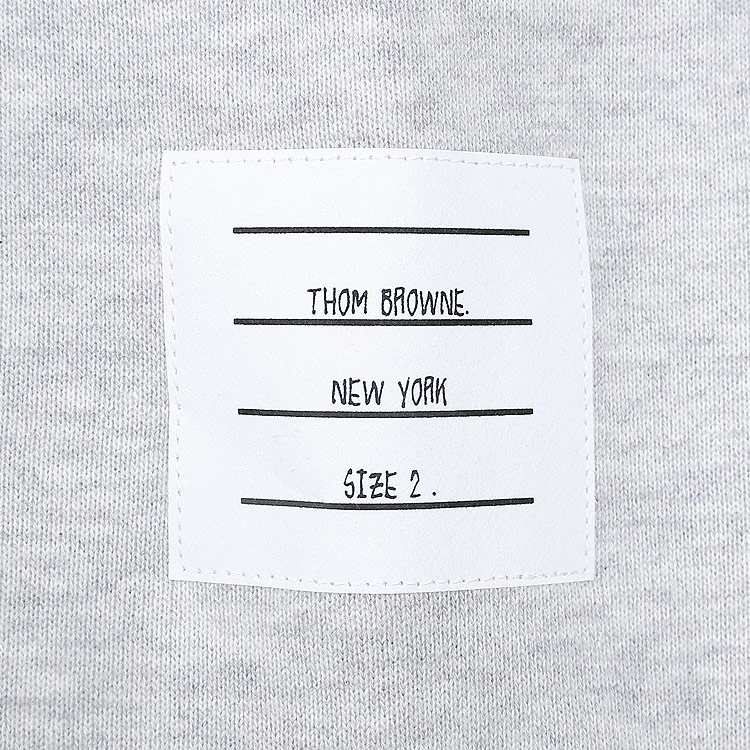 THOM BROWNE.
NEW YORK
SIZE 2 .